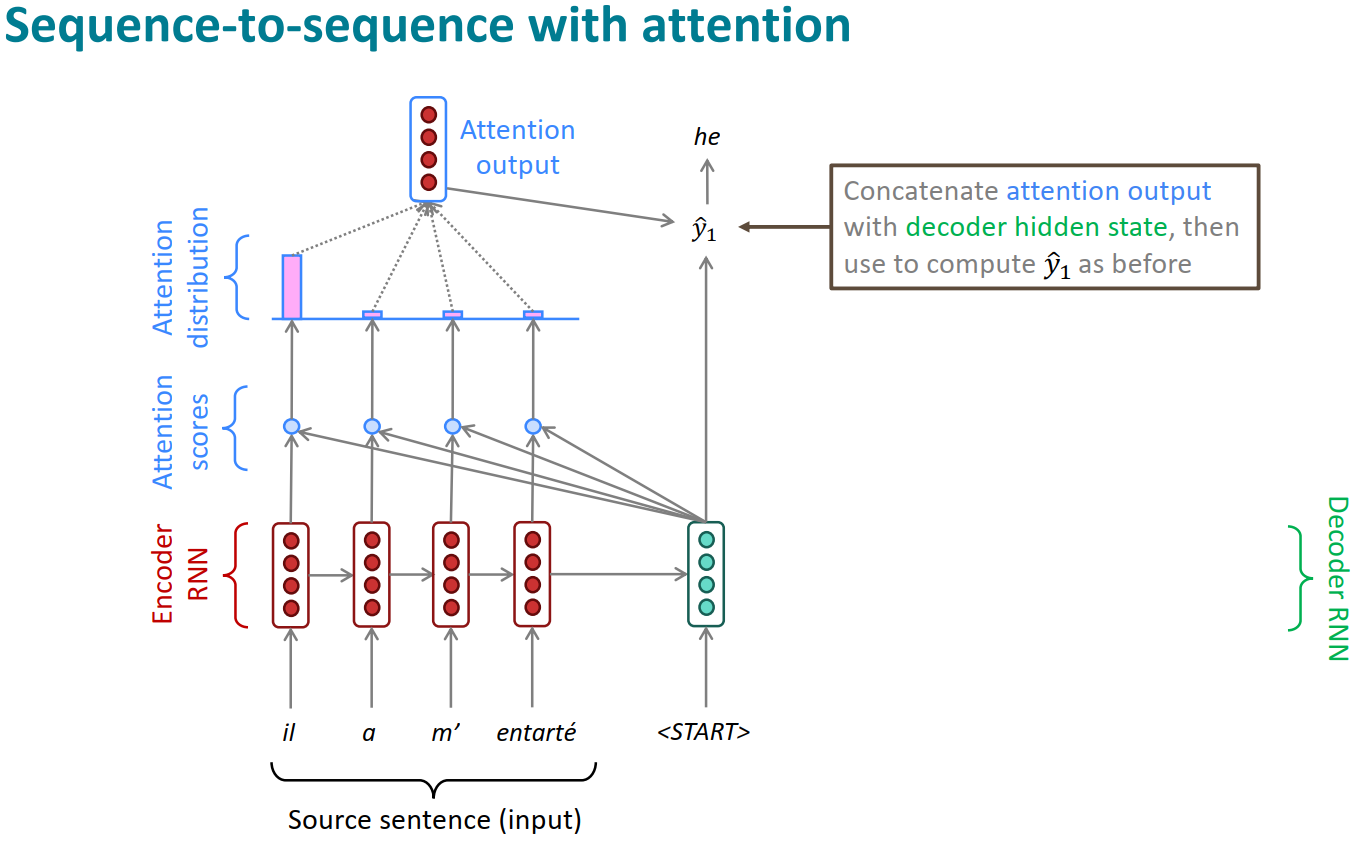 Sequence-to-sequence with attention
Attention
output
he
ŷ1
Concatenate attention output
with decoder hidden state, then
use to compute ŷ1 as before
Attention
distribution
Attention
scores
Encoder
RNN
Decoder RNN
il a m’ entarté <START>
Source sentence (input)